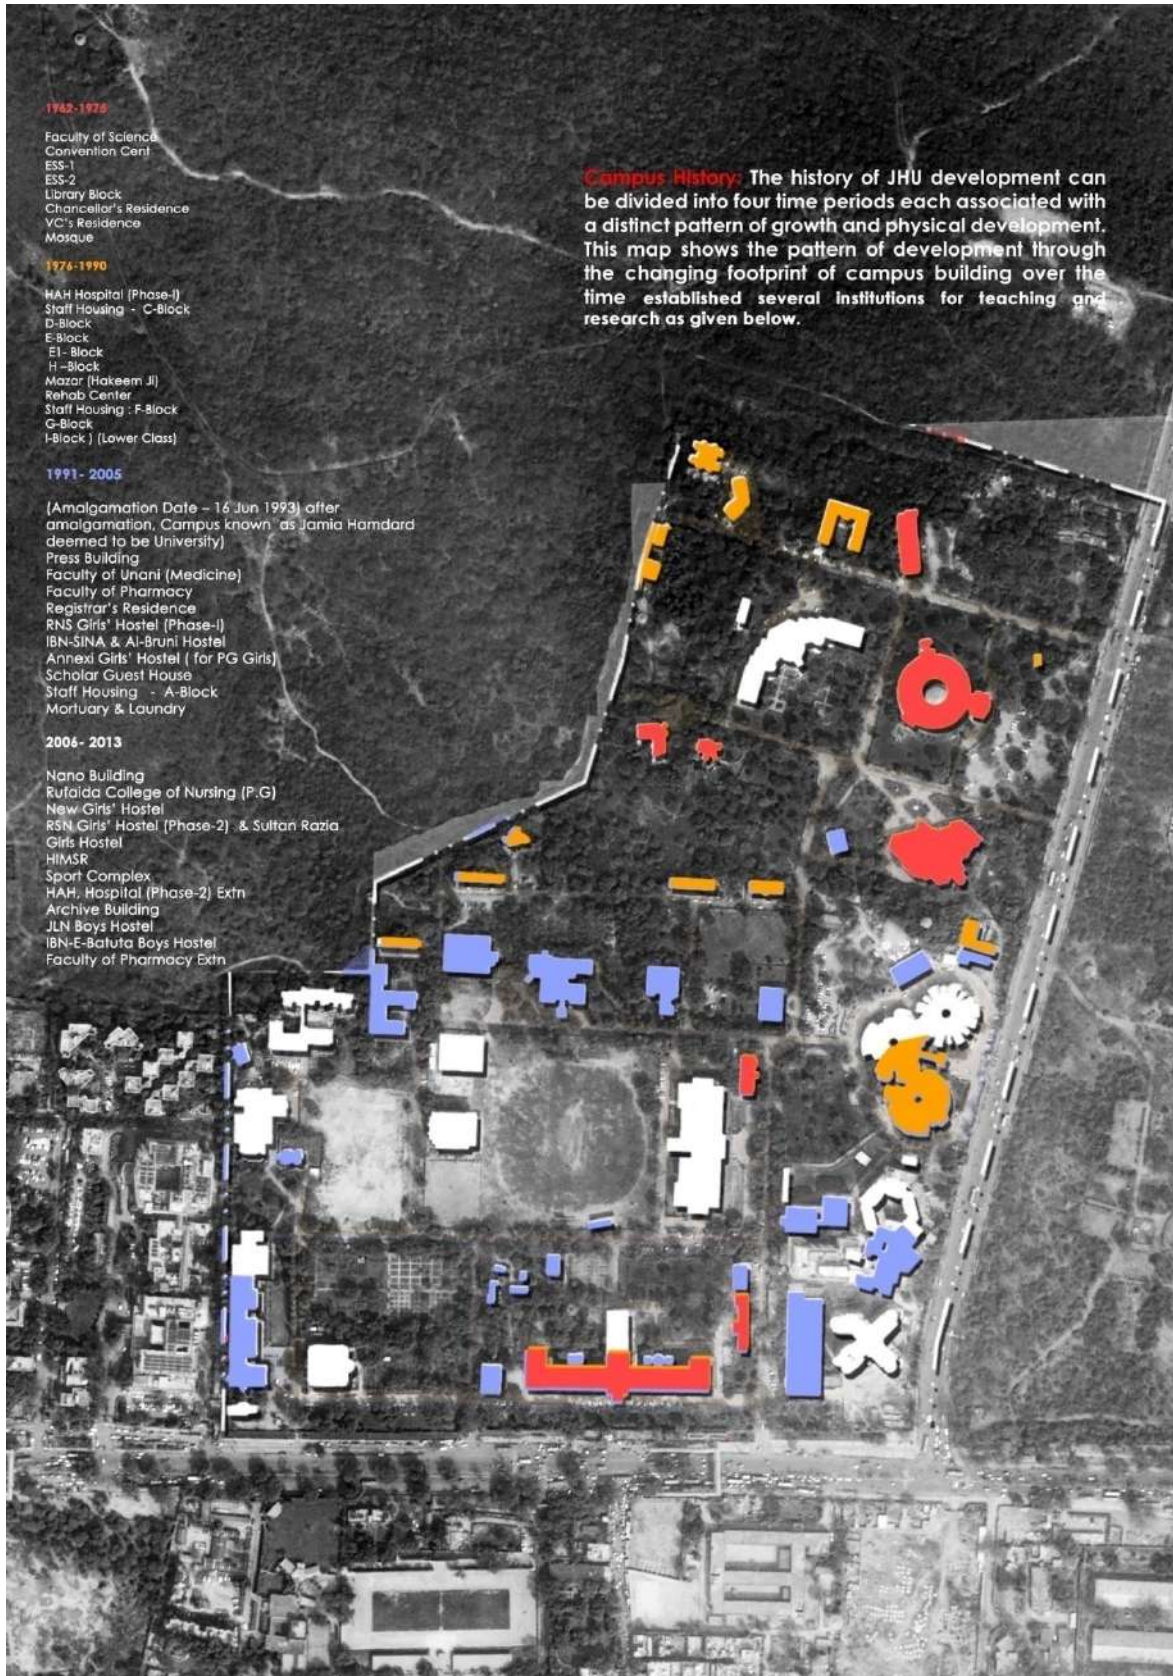 1962-1975
Faculty of Science
Convention Cent
ESS-1
ESS-2
Library Block
Chancellor's Residence
VC's Residence
Mosque
1976-1990
HAH Hospital (Phase-I)
Staff Housing - C-Block
D-Block
E-Block
E1- Block
H –Block
Mazar (Hakeem Ji)
Rehab Center
Staff Housing : F-Block
G-Block
I-Block ) (Lower Class)
1991- 2005
(Amalgamation Date – 16 Jun 1993) after
amalgamation, Campus known as Jamia Hamdard
deemed to be University)
Press Building
Faculty of Unani (Medicine)
Faculty of Pharmacy
Registrar's Residence
RNS Girls' Hostel (Phase-I)
IBN-SINA & Al-Bruni Hostel
Annexi Girls' Hostel ( for PG Girls)
Scholar Guest House
Staff Housing - A-Block
Mortuary & Laundry
2006- 2013
Nano Building
Rufaida College of Nursing (P.G)
New Girls' Hostel
RSN Girls' Hostel (Phase-2) & Sultan Razia
Girls Hostel
HIMSR
Sport Complex
HAH, Hospital (Phase-2) Extn
Archive Building
JLN Boys Hostel
IBN-E-Batuta Boys Hostel
Faculty of Pharmacy Extn
Campus History: The history of JHU development can
be divided into four time periods each associated with
a distinct pattern of growth and physical development.
This map shows the pattern of development through
the changing footprint of campus building over the
time established several institutions for teaching and
research as given below.